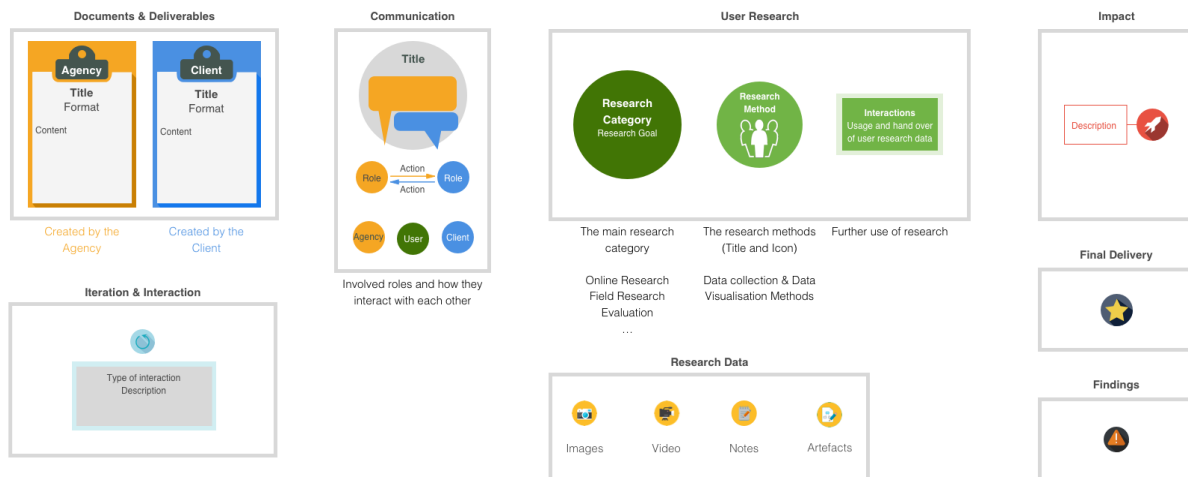 Documents & Deliverables
Agency
Title
Format
Content
Client
Title
Format
Content
Created by the
Agency
Created by the
Client
Iteration & Interaction
Type of interaction
Description
Communication
Title
Role
Action
Action
Role
Agency
User
Client
Involved roles and how they
interact with each other
User Research
Research
Category
Research Goal
Research
Method
Interactions
Usage and hand over
of user research data
The main research
category
Online Research
Field Research
Evaluation
...
The research methods
(Title and Icon)
Data collection & Data
Visualisation Methods
Further use of research
Research Data
Images
Video
Notes
Artefacts
Impact
Description
Final Delivery
Findings